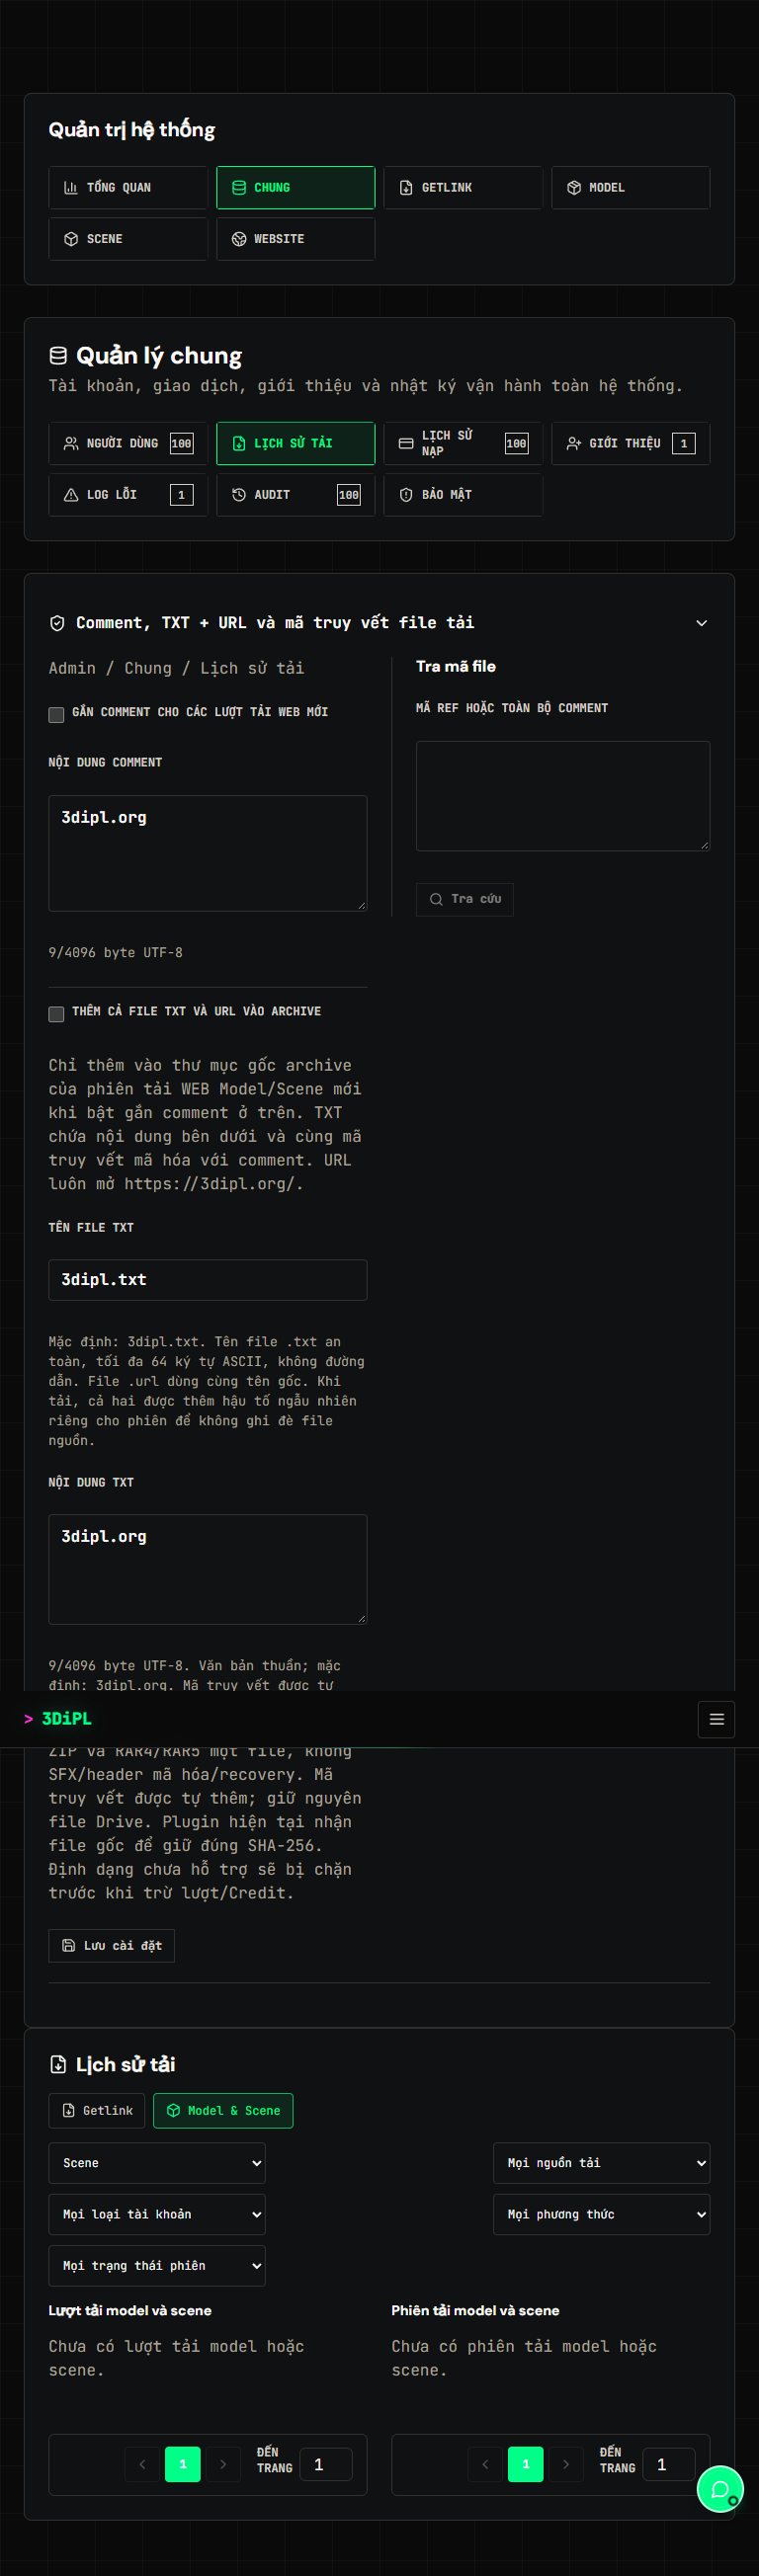 Quản trị hệ thống
TỔNG QUAN
CHUNG
GETLINK
MODEL
SCENE
WEBSITE
Quản lý chung
Tài khoản, giao dịch, giới thiệu và nhật ký vận hành toàn hệ thống.
NGƯỜI DÙNG 100
LỊCH SỬ TẢI
LỊCH SỬ
NẠP
100
GIỚI THIỆU 1
LOG LỖI 1
AUDIT 100
BẢO MẬT
Comment, TXT + URL và mã truy vết file tải
Admin / Chung / Lịch sử tải
GẮN COMMENT CHO CÁC LƯỢT TẢI WEB MỚI
NỘI DUNG COMMENT
3dipl.org
9/4096 byte UTF-8
Tra mã file
MÃ REF HOẶC TOÀN BỘ COMMENT
Tra cứu
THÊM CẢ FILE TXT VÀ URL VÀO ARCHIVE
Chỉ thêm vào thư mục gốc archive
của phiên tải WEB Model/Scene mới
khi bật gắn comment ở trên. TXT
chứa nội dung bên dưới và cùng mã
truy vết mã hóa với comment. URL
luôn mở https://3dipl.org/.
TÊN FILE TXT
3dipl.txt
Mặc định: 3dipl.txt. Tên file .txt an
toàn, tối đa 64 ký tự ASCII, không đường
dẫn. File .url dùng cùng tên gốc. Khi
tải, cả hai được thêm hậu tố ngẫu nhiên
riêng cho phiên để không ghi đè file
nguồn.
NỘI DUNG TXT
3dipl.org
9/4096 byte UTF-8. Văn bản thuần; mặc
định: 3dipl.org. Mã truy vết được tự
> 3DiPL
ZIP và RAR4/RAR5 một file, không
SFX/header mã hóa/recovery. Mã
truy vết được tự thêm; giữ nguyên
file Drive. Plugin hiện tại nhận
file gốc để giữ đúng SHA-256.
Định dạng chưa hỗ trợ sẽ bị chặn
trước khi trừ lượt/Credit.
Lưu cài đặt
Lịch sử tải
Getlink
Model & Scene
Scene
Mọi nguồn tải
Mọi loại tài khoản
Mọi phương thức
Mọi trạng thái phiên
Lượt tải model và scene
Chưa có lượt tải model hoặc
scene.
Phiên tải model và scene
Chưa có phiên tải model hoặc
scene.
1
ĐẾN
TRANG
1
1
ĐẾN
TRANG
1